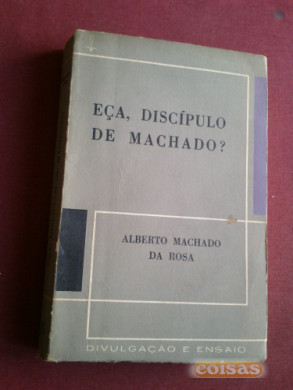 EÇA, DISCÍPULO
DE MACHADO?
ALBERTO MACHADO
DA ROSA
DIVULGAÇÃO E ENSAIO
coisas